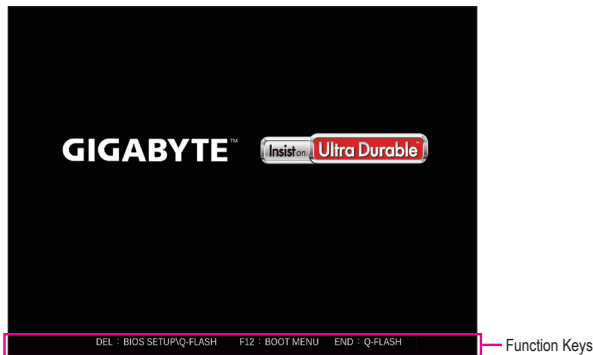 GIGABYTE™
Insist on Ultra Durable™
DEL : BIOS SETUP\Q-FLASH F12 : BOOT MENU END : Q-FLASH
Function Keys